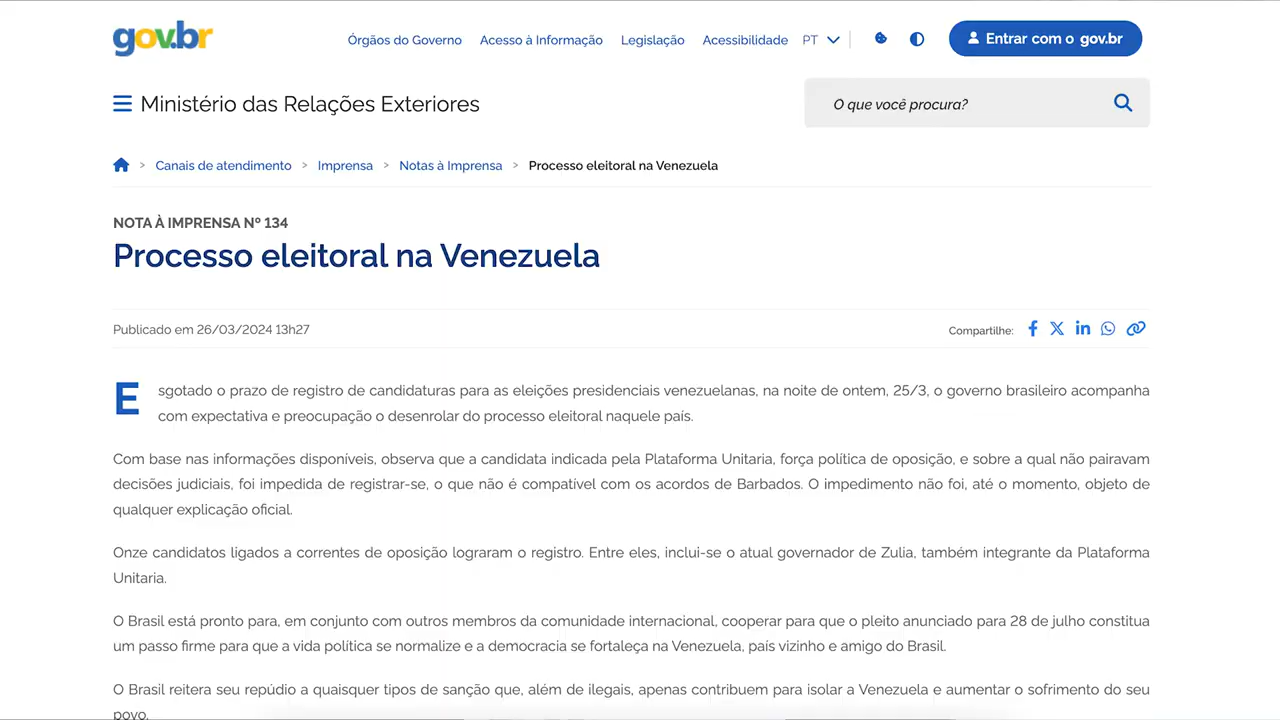 gov.br
Órgãos do Governo Acesso à Informação Legislação Acessibilidade PT Entrar com o gov.br
Ministério das Relações Exteriores
O que você procura?
> Canais de atendimento > Imprensa > Notas à Imprensa > Processo eleitoral na Venezuela
NOTA À IMPRENSA Nº 134
Processo eleitoral na Venezuela
Publicado em 26/03/2024 13h27
Compartilhe:
Esgotado o prazo de registro de candidaturas para as eleições presidenciais venezuelanas, na noite de ontem, 25/3, o governo brasileiro acompanha
com expectativa e preocupação o desenrolar do processo eleitoral naquele país.
Com base nas informações disponíveis, observa que a candidata indicada pela Plataforma Unitaria, força política de oposição, e sobre a qual não pairavam
decisões judiciais, foi impedida de registrar-se, o que não é compatível com os acordos de Barbados. O impedimento não foi, até o momento, objeto de
qualquer explicação oficial.
Onze candidatos ligados a correntes de oposição lograram o registro. Entre eles, inclui-se o atual governador de Zulia, também integrante da Plataforma
Unitaria.
O Brasil está pronto para, em conjunto com outros membros da comunidade internacional, cooperar para que o pleito anunciado para 28 de julho constitua
um passo firme para que a vida política se normalize e a democracia se fortaleça na Venezuela, país vizinho e amigo do Brasil.
O Brasil reitera seu repúdio a quaisquer tipos de sanção que, além de ilegais, apenas contribuem para isolar a Venezuela e aumentar o sofrimento do seu
povo.